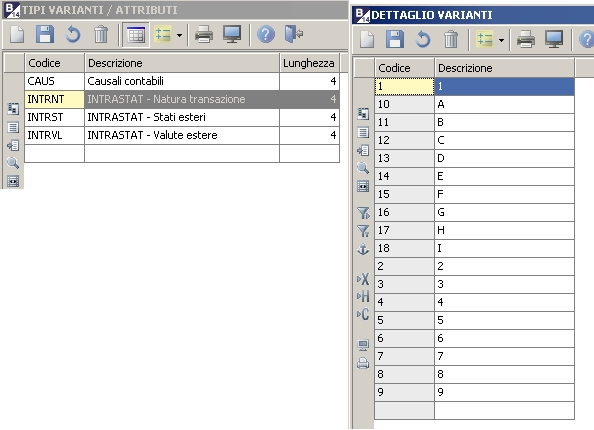 TIPI VARIANTI / ATTRIBUTI
Codice Descrizione Lunghezza
CAUS Causali contabili 4
INTRNT INTRASTAT - Natura transazione 4
INTRST INTRASTAT - Stati esteri 4
INTRVL INTRASTAT - Valute estere 4
DETTAGLIO VARIANTI
Codice Descrizione
1 1
10 A
11 B
12 C
13 D
14 E
15 F
16 G
17 H
18 I
2 2
3 3
4 4
5 5
6 6
7 7
8 8
9 9
X
H
C